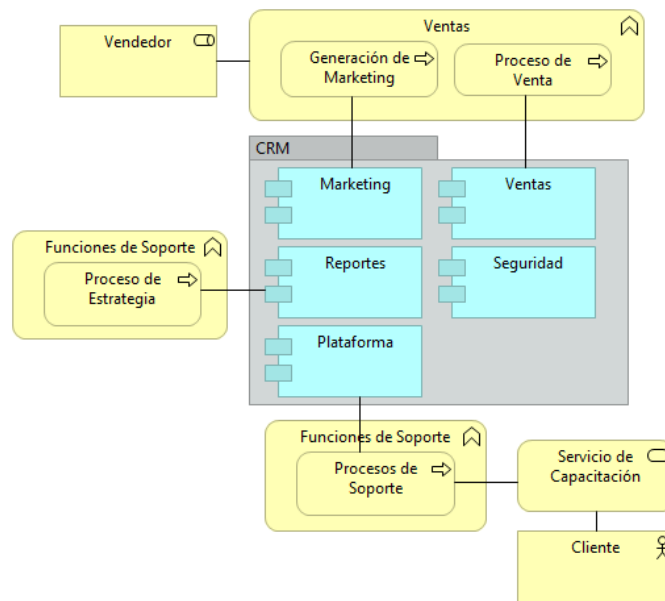 Vendedor
Ventas
Generación de
Marketing
Proceso de
Venta
CRM
Marketing
Ventas
Funciones de Soporte
Proceso de
Estrategia
Reportes
Seguridad
Plataforma
Funciones de Soporte
Procesos de
Soporte
Servicio de
Capacitación
Cliente